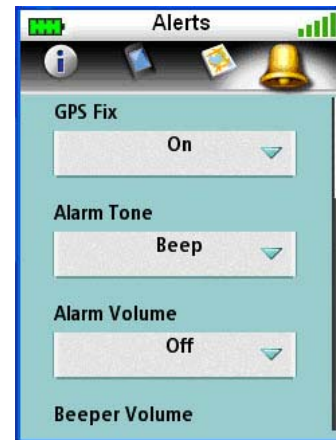 Alerts
GPS Fix
On
Alarm Tone
Beep
Alarm Volume
Off
Beeper Volume